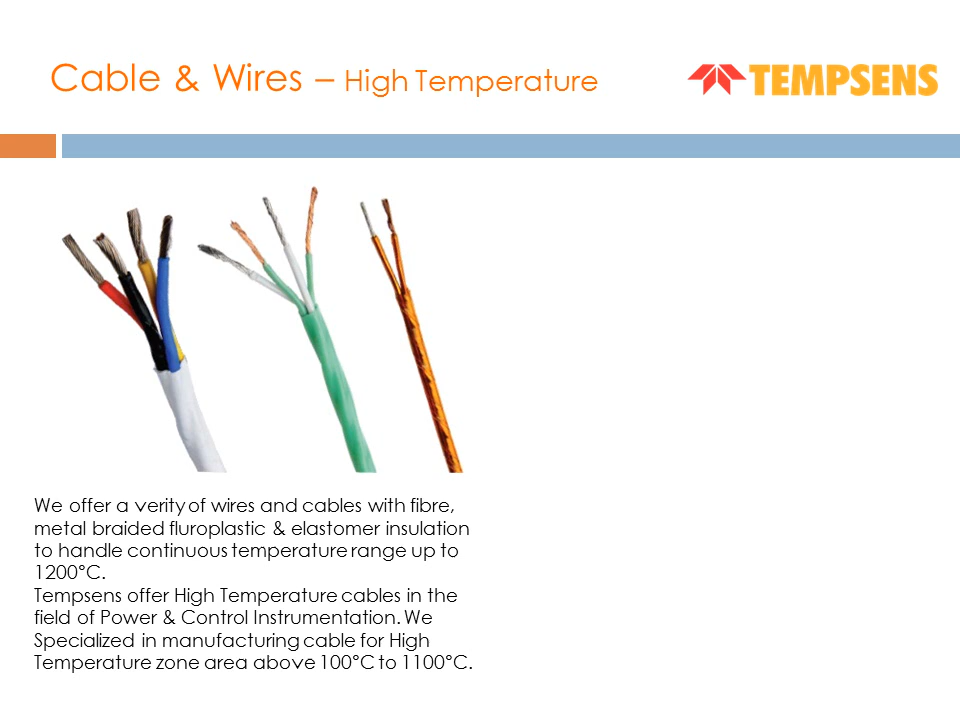 Cable & Wires – High Temperature
TEMPSENS
We offer a verity of wires and cables with fibre,
metal braided fluroplastic & elastomer insulation
to handle continuous temperature range up to
1200°C.
Tempsens offer High Temperature cables in the
field of Power & Control Instrumentation. We
Specialized in manufacturing cable for High
Temperature zone area above 100°C to 1100°C.